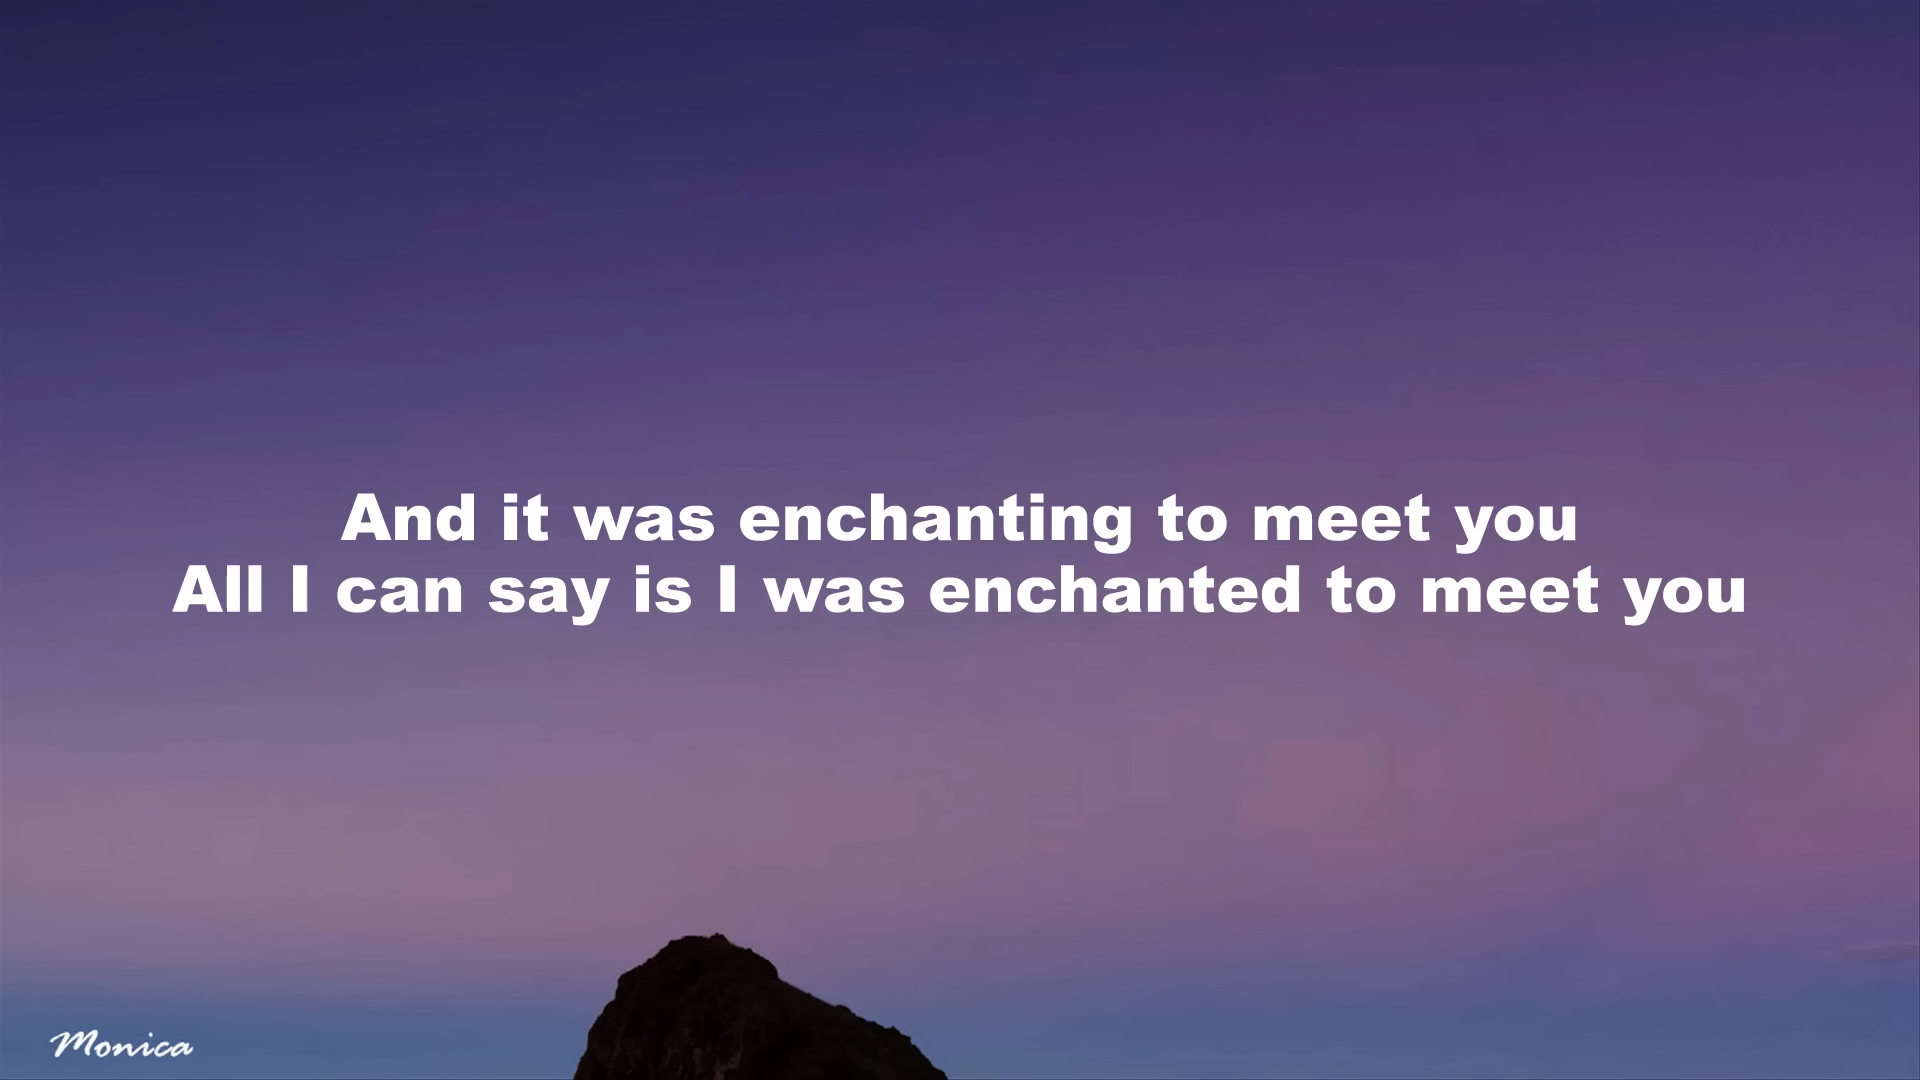 And it was enchanting to meet you
All I can say is I was enchanted to meet you
Monica